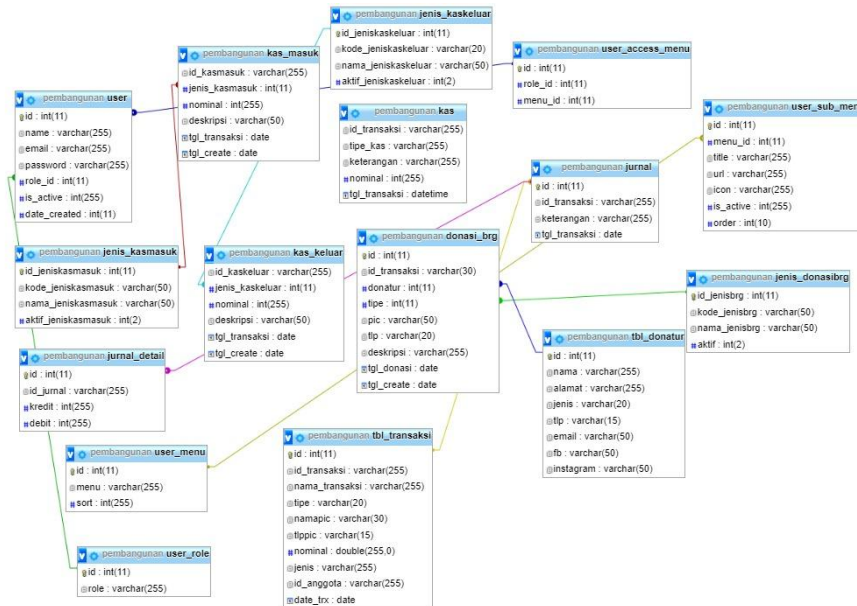 pembangunan jenis_kaskeluar
id_jeniskaskeluar : int(11)
kode_jeniskaskeluar : varchar(20)
nama_jeniskaskeluar : varchar(50)
aktif_jeniskaskeluar : int(2)
pembangunan kas_masuk
id_kasmasuk : varchar(255)
jenis_kasmasuk : int(11)
nominal : int(255)
deskripsi : varchar(50)
tgl_transaksi : date
tgl_create : date
pembangunan user_access_menu
id : int(11)
role_id : int(11)
menu_id : int(11)
pembangunan user
id : int(11)
name : varchar(255)
email : varchar(255)
password : varchar(255)
role_id : int(11)
is_active : int(255)
date_created : int(11)
pembangunan kas
id_transaksi : varchar(255)
tipe_kas : varchar(255)
keterangan : varchar(255)
nominal : int(255)
tgl_transaksi : datetime
pembangunan user_sub_men
id : int(11)
menu_id : int(11)
title : varchar(255)
url : varchar(255)
icon : varchar(255)
is_active : int(255)
order : int(10)
pembangunan jurnal
id : int(11)
id_transaksi : varchar(255)
keterangan : varchar(255)
tgl_transaksi : date
pembangunan jenis_kasmasuk
id_jeniskasmasuk : int(11)
kode_jeniskasmasuk : varchar(50)
nama_jeniskasmasuk : varchar(50)
aktif_jeniskasmasuk : int(2)
pembangunan kas_keluar
id_kaskeluar : varchar(255)
jenis_kaskeluar : int(11)
nominal : int(255)
deskripsi : varchar(50)
tgl_transaksi : date
tgl_create : date
pembangunan donasi_brg
id : int(11)
id_transaksi : varchar(30)
donatur : int(11)
tipe : int(11)
pic : varchar(50)
tlp : varchar(20)
deskripsi : varchar(255)
tgl_donasi : date
tgl_create : date
pembangunan jenis_donasibrg
id_jenisbrg : int(11)
kode_jenisbrg : varchar(50)
nama_jenisbrg : varchar(50)
aktif : int(2)
pembangunan tbl_donatur
id : int(11)
nama : varchar(255)
alamat : varchar(255)
jenis : varchar(20)
tlp : varchar(15)
email : varchar(50)
fb : varchar(50)
instagram : varchar(50)
pembangunan jurnal_detail
id : int(11)
id_jurnal : varchar(255)
kredit : int(255)
debit : int(255)
pembangunan user_menu
id : int(11)
menu : varchar(255)
sort : int(255)
pembangunan tbl_transaksi
id : int(11)
id_transaksi : varchar(255)
nama_transaksi : varchar(255)
tipe : varchar(20)
namapic : varchar(30)
tlppic : varchar(15)
nominal : double(255,0)
jenis : varchar(255)
id_anggota : varchar(255)
date_trx : date
pembangunan user_role
id : int(11)
role : varchar(255)